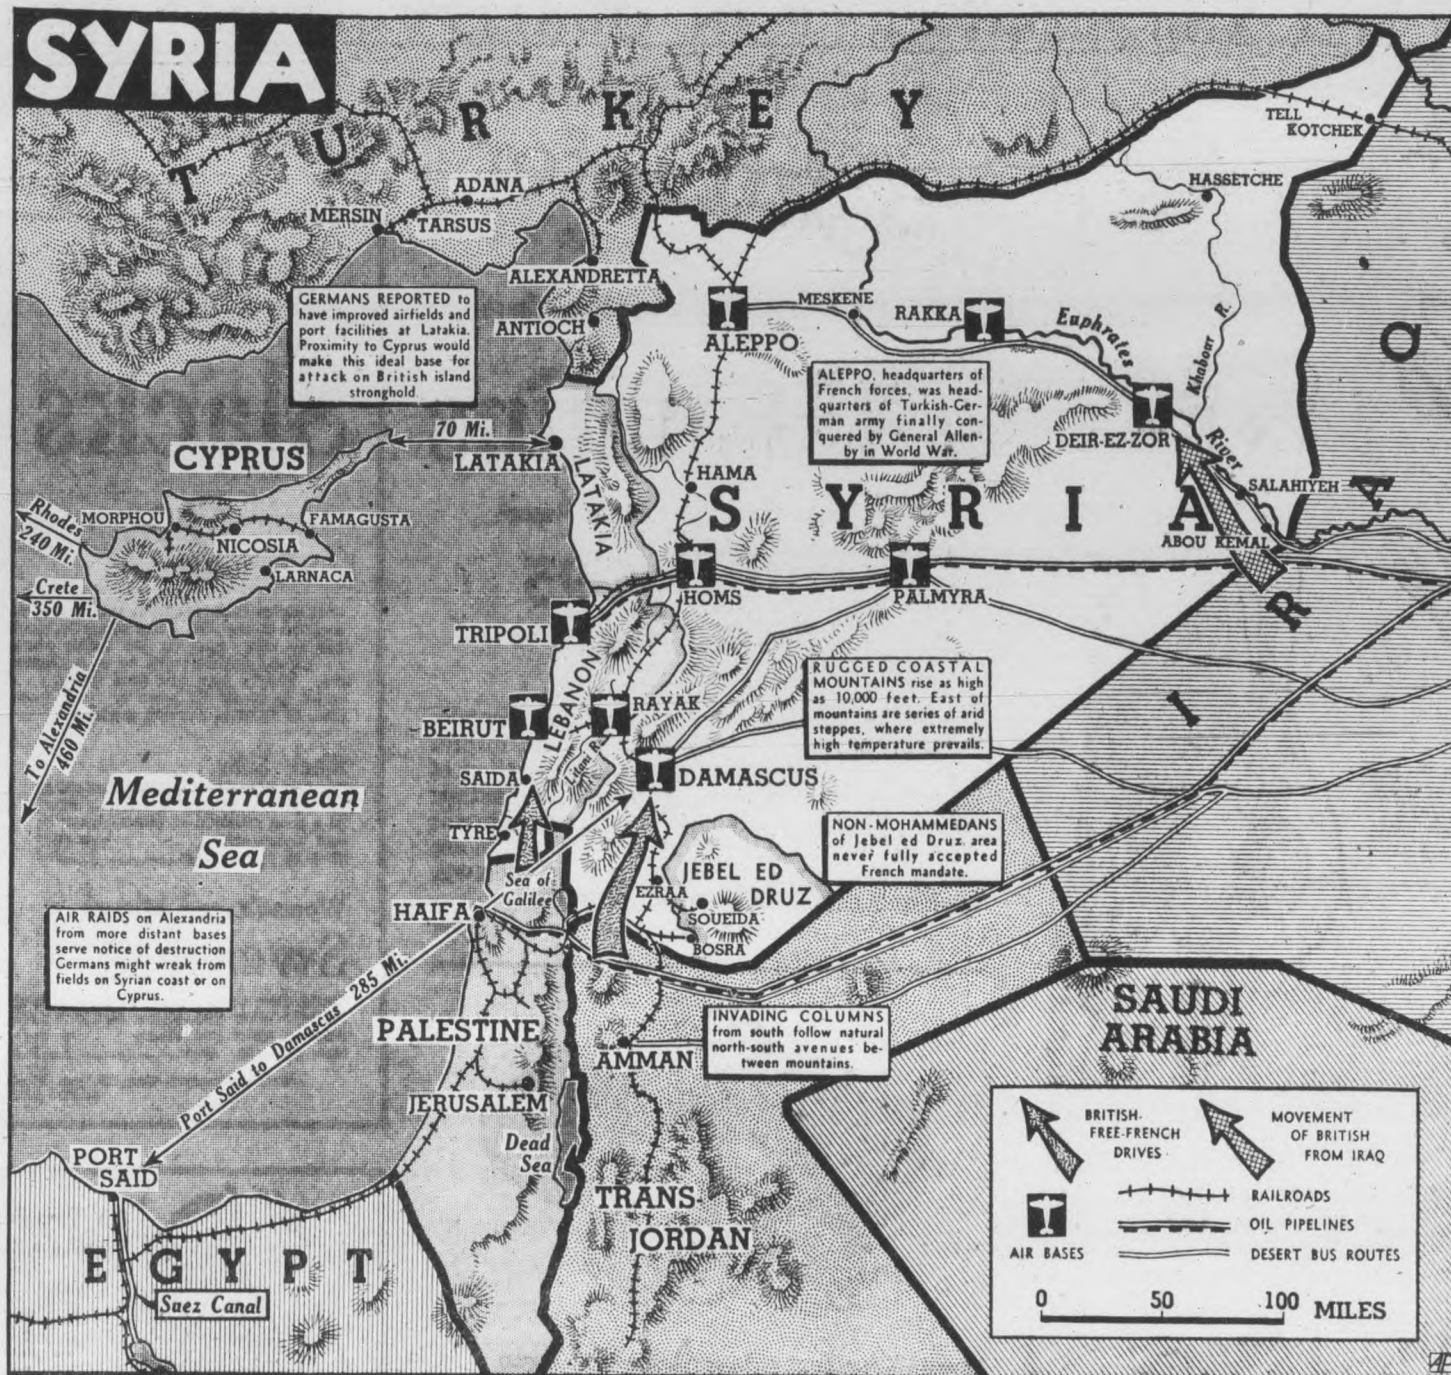 SYRIA
TURKEY
TELL
KOTCHEK
HASSETCHE
ADANA
MERSIN
TARSUS
ALEXANDRETTA
GERMANS REPORTED to
have improved airfields and
port facilities at Latakia.
Proximity to Cyprus would
make this ideal base for
attack on British island
stronghold.
ANTIOCH
ALEPPO
MESKENE
RAKKA
Euphrates
River
Khabour R.
ALEPPO, headquarters of
French forces, was head-
quarters of Turkish-Ger-
man army finally con-
quered by General Allen-
by in World War.
DEIR-EZ-ZOR
70 Mi.
CYPRUS
LATAKIA
LATAKIA
HAMA
SYRIA
SALAHIYEH
ABOU KEMAL
IRAQ
Rhodes
240 Mi.
MORPHOU
FAMAGUSTA
NICOSIA
LARNACA
Crete
350 Mi.
HOMS
PALMYRA
TRIPOLI
To Alexandria
460 Mi.
LEBANON
RUGGED COASTAL
MOUNTAINS rise as high
as 10,000 feet. East of
mountains are series of arid
steppes, where extremely
high temperature prevails.
BEIRUT
RAYAK
Litani R.
SAIDA
DAMASCUS
Mediterranean
Sea
TYRE
NON-MOHAMMEDANS
of Jebel ed Druz area
never fully accepted
French mandate.
Sea of
Galilee
JEBEL ED
DRUZ
EZRAA
SOUEIDA
BOSRA
HAIFA
AIR RAIDS on Alexandria
from more distant bases
serve notice of destruction
Germans might wreak from
fields on Syrian coast or on
Cyprus.
Port Said to Damascus 285 Mi.
PALESTINE
AMMAN
INVADING COLUMNS
from south follow natural
north-south avenues be-
tween mountains.
SAUDI
ARABIA
JERUSALEM
Dead
Sea
PORT
SAID
TRANS-
JORDAN
EGYPT
Suez Canal
BRITISH-
FREE-FRENCH
DRIVES
MOVEMENT
OF BRITISH
FROM IRAQ
AIR BASES
RAILROADS
OIL PIPELINES
DESERT BUS ROUTES
0 50 100 MILES